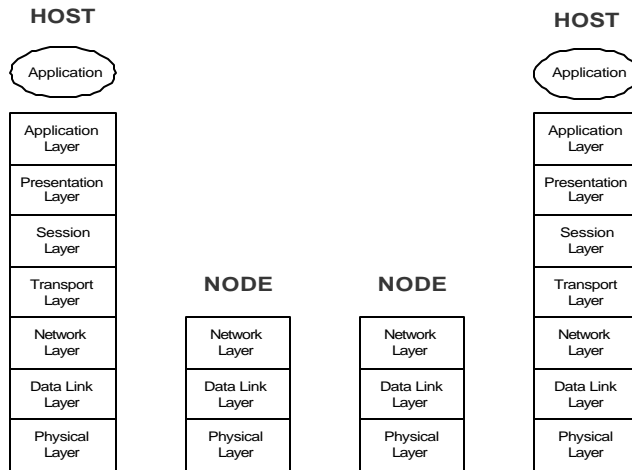 HOST
Application
Application
Layer
Presentation
Layer
Session
Layer
Transport
Layer
Network
Layer
Data Link
Layer
Physical
Layer
NODE
Network
Layer
Data Link
Layer
Physical
Layer
NODE
Network
Layer
Data Link
Layer
Physical
Layer
HOST
Application
Application
Layer
Presentation
Layer
Session
Layer
Transport
Layer
Network
Layer
Data Link
Layer
Physical
Layer